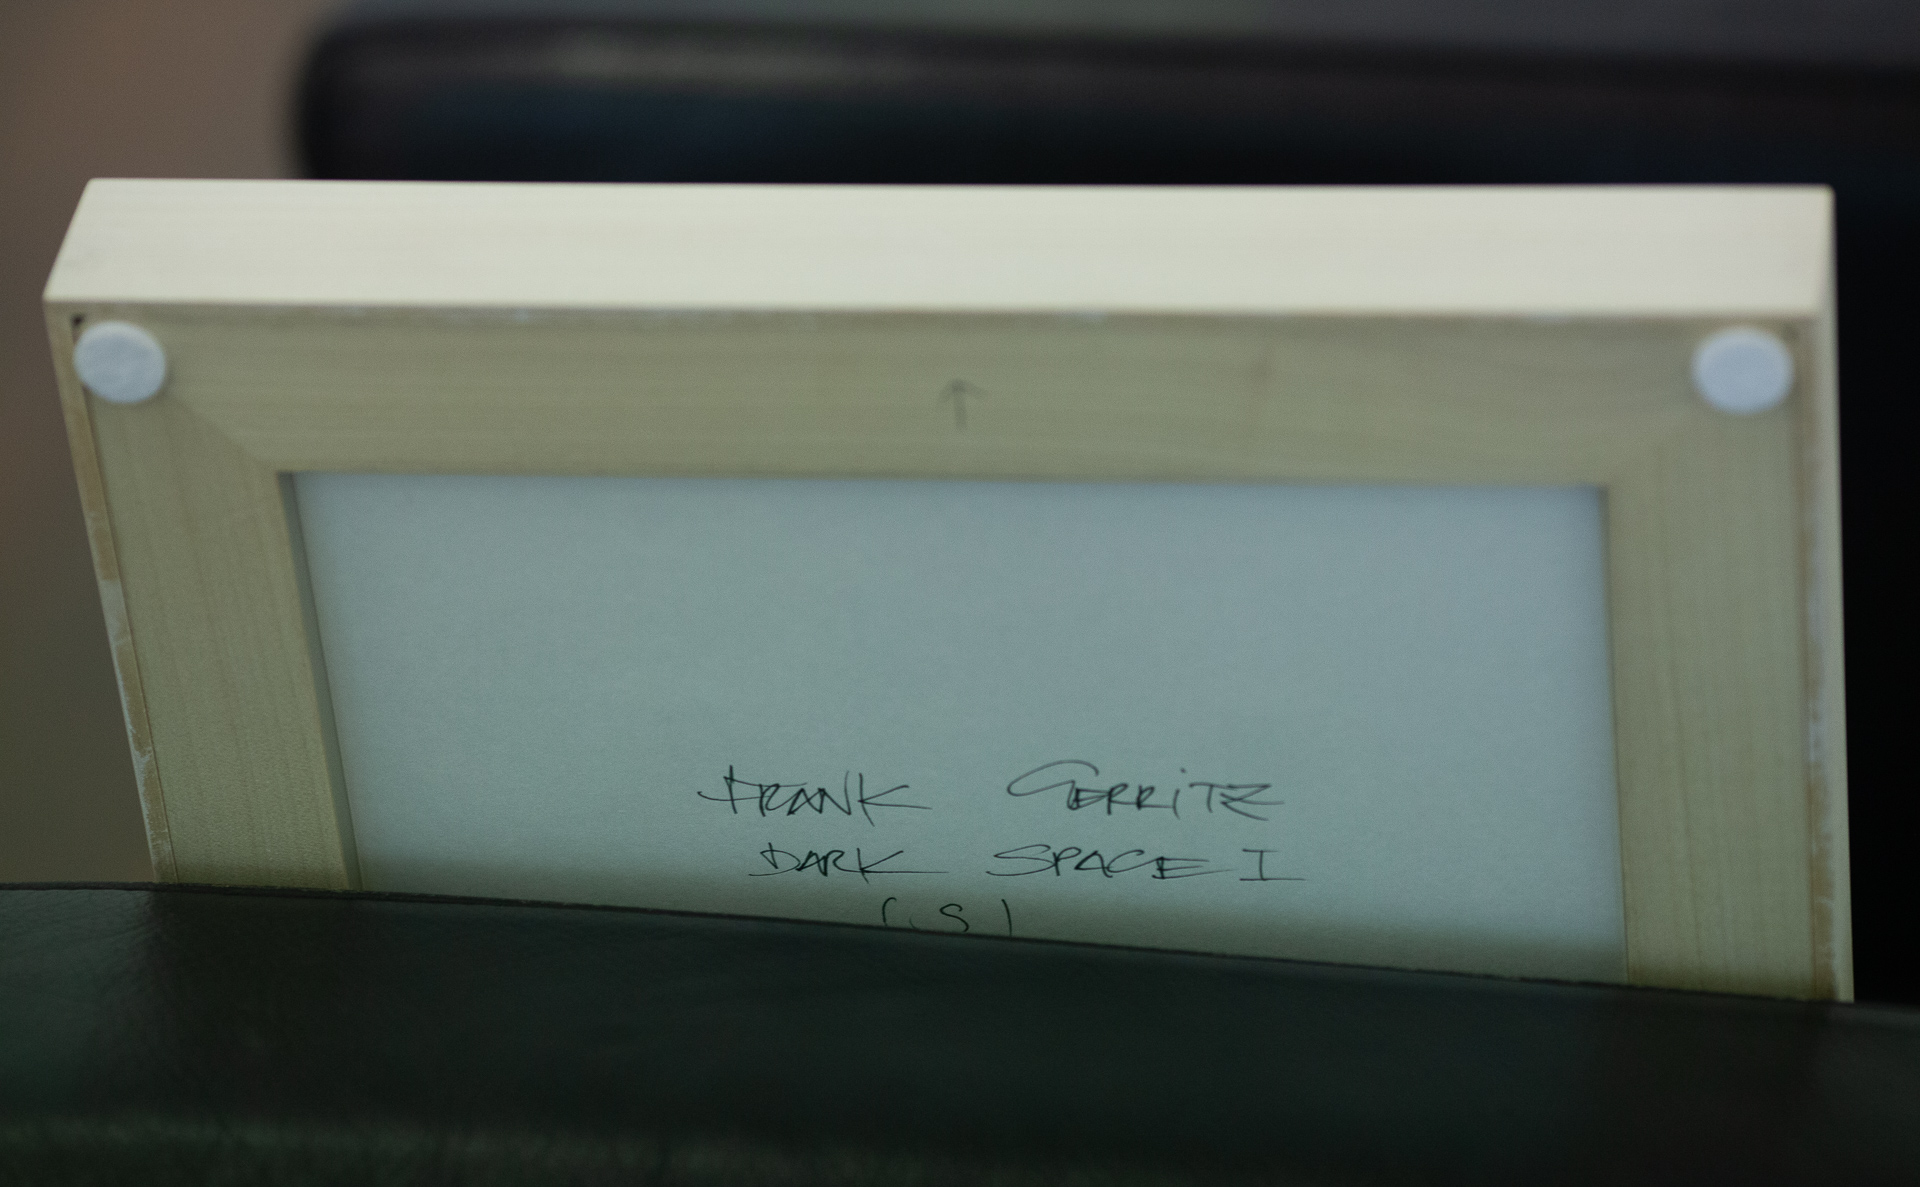 FRANK GERRITZ
DARK SPACE I
(S)